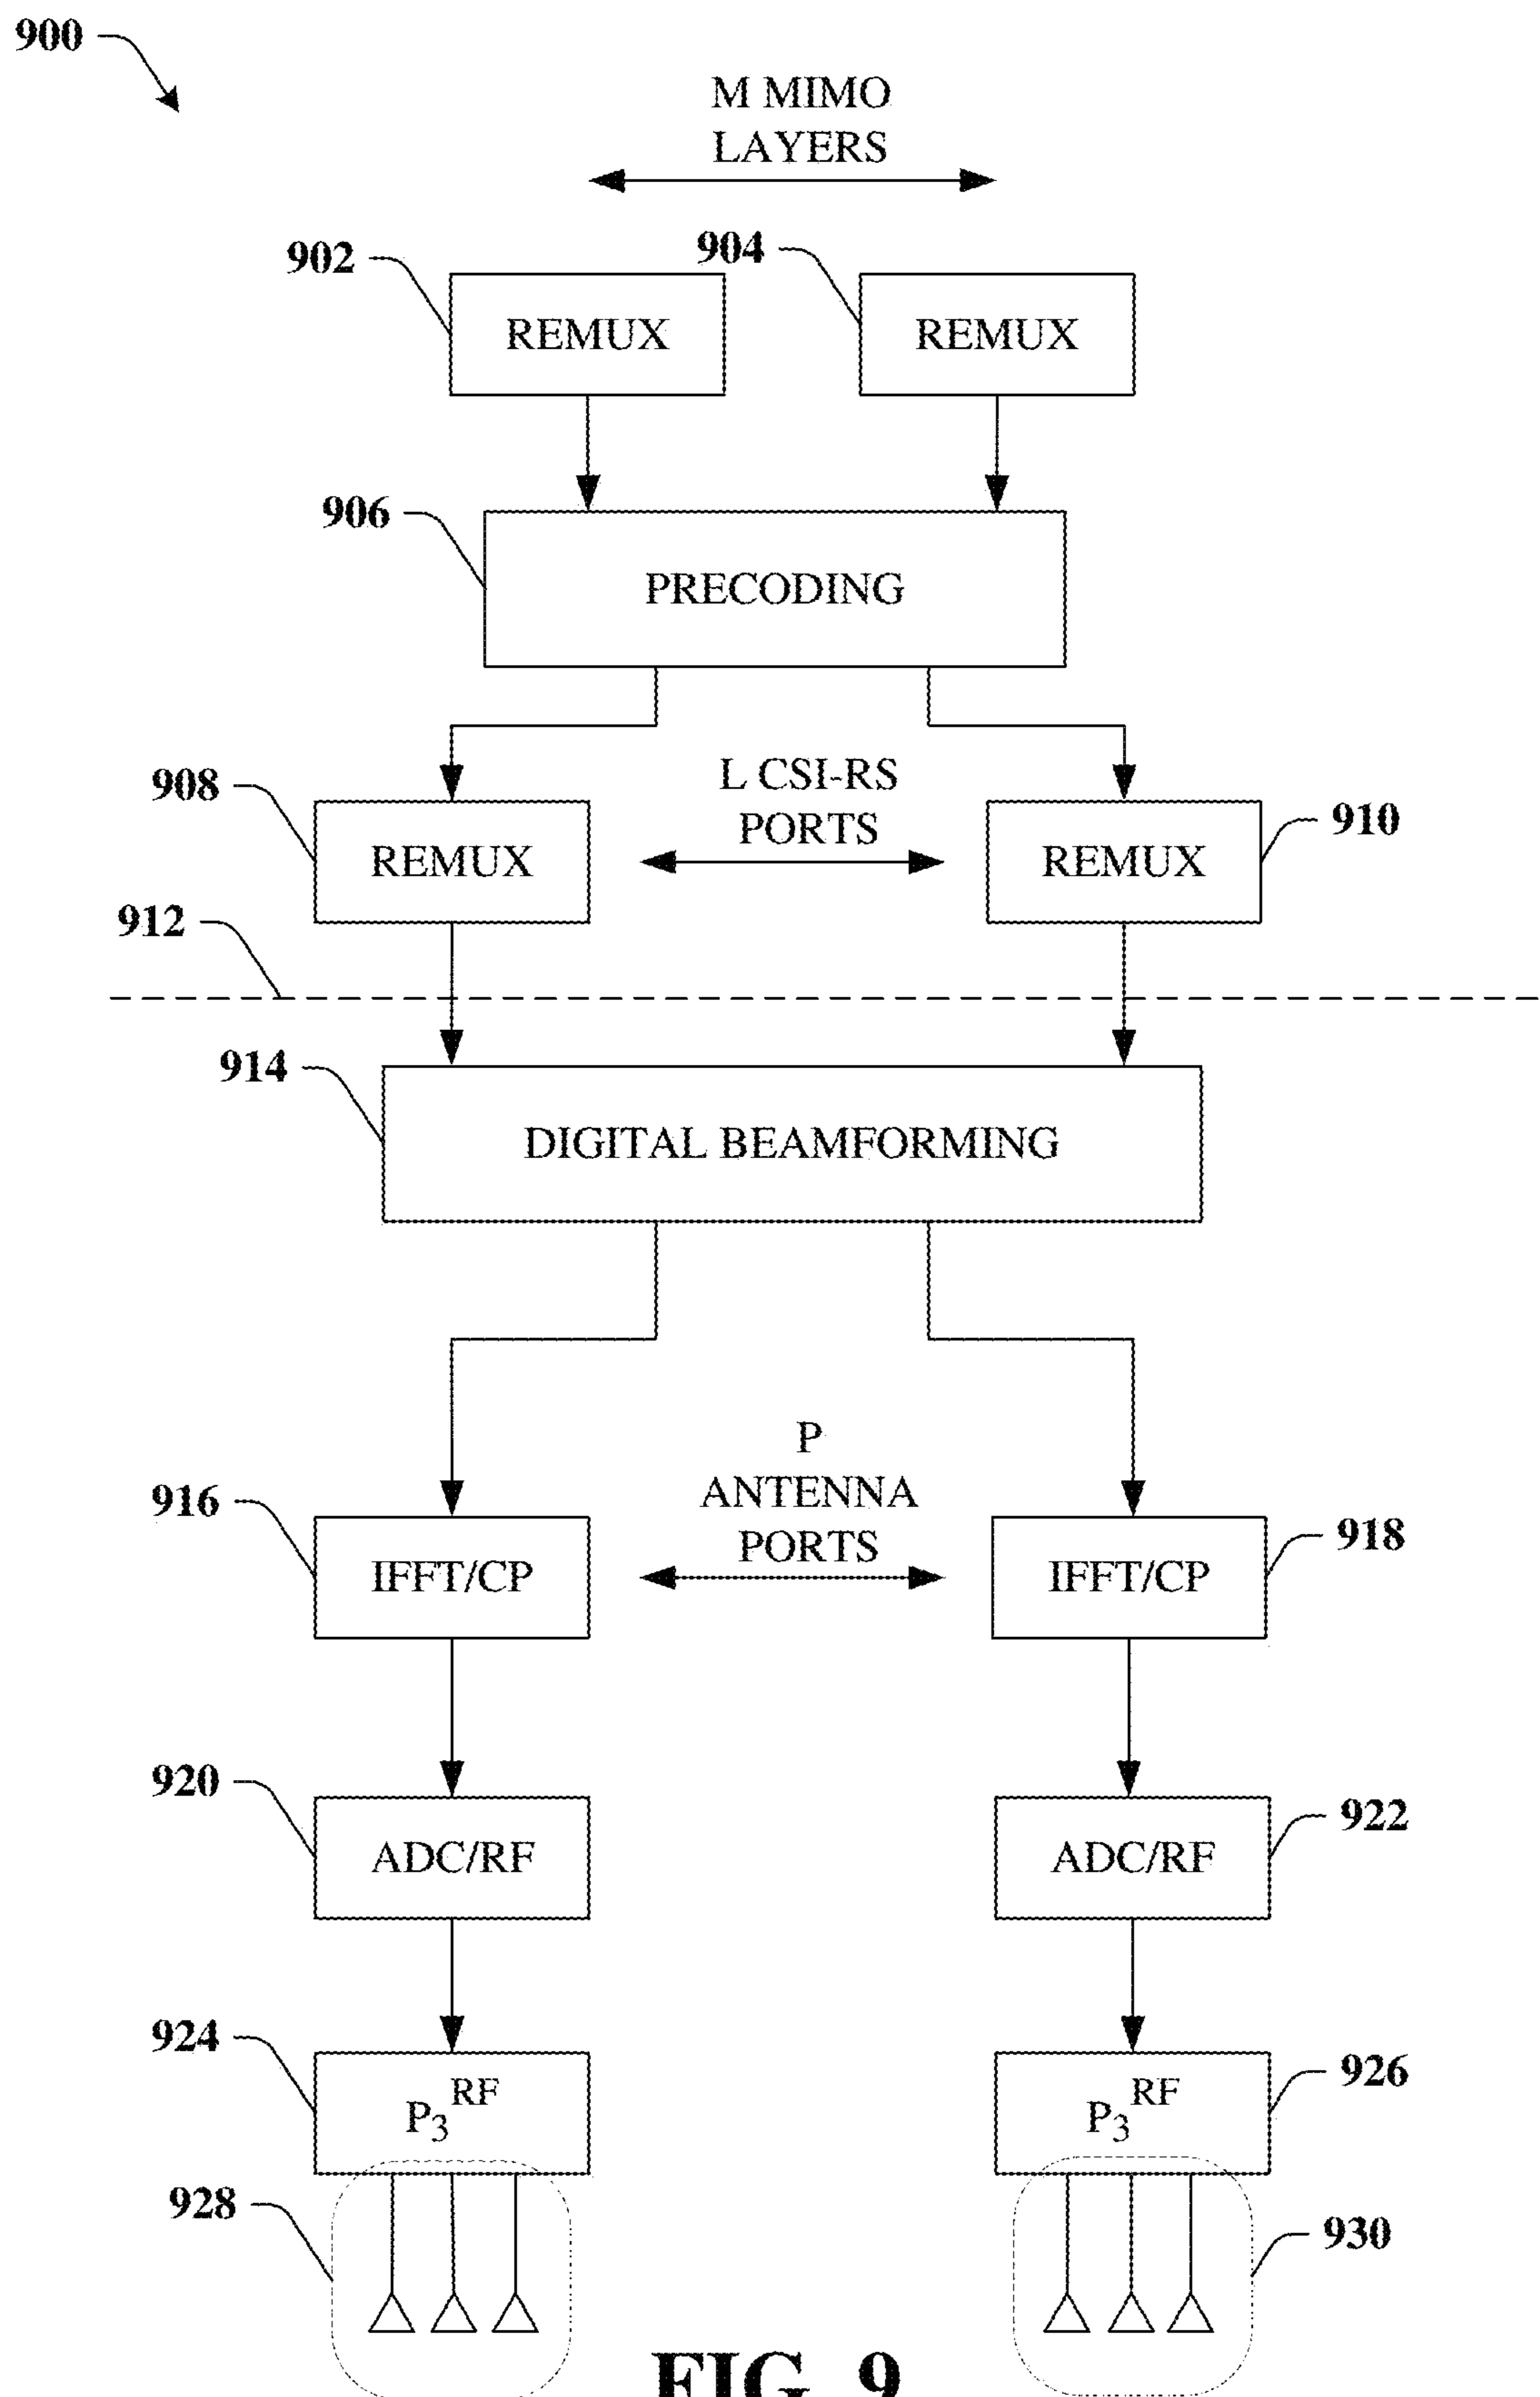 900
M MIMO
LAYERS
902
904
REMUX
REMUX
906
PRECODING
L CSI-RS
PORTS
908
910
REMUX
REMUX
912
914
DIGITAL BEAMFORMING
P
ANTENNA
PORTS
916
918
IFFT/CP
IFFT/CP
920
922
ADC/RF
ADC/RF
924
926
P3RF
P3RF
928
930
FIG. 9